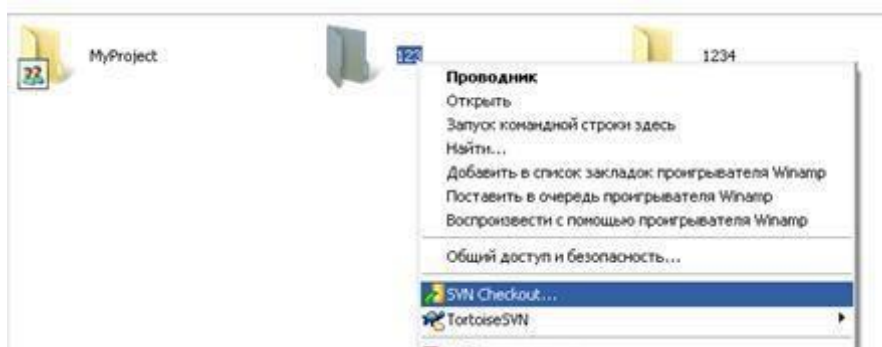 MyProject
123
1234
Проводник
Открыть
Запуск командной строки здесь
Найти...
Добавить в список закладок проигрывателя Winamp
Поставить в очередь проигрывателя Winamp
Воспроизвести с помощью проигрывателя Winamp
Общий доступ и безопасность...
SVN Checkout...
TortoiseSVN